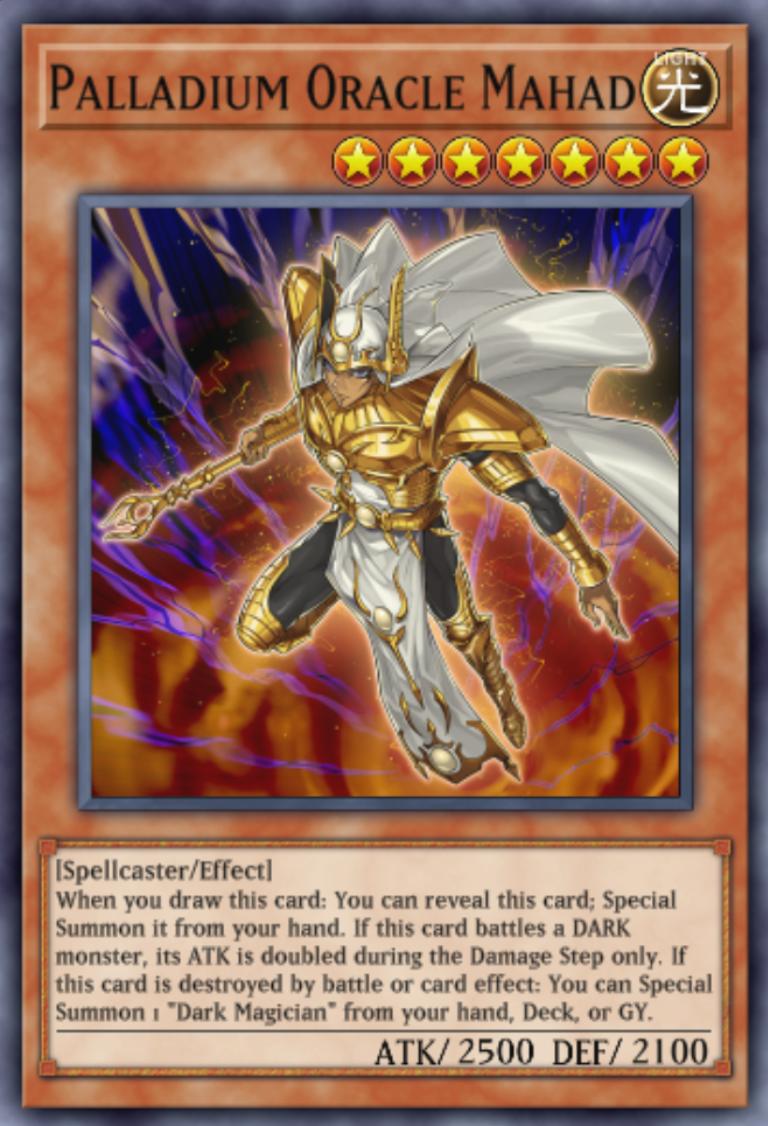 PALLADIUM ORACLE MAHAD
LIGHT
光
[Spellcaster/Effect]
When you draw this card: You can reveal this card; Special
Summon it from your hand. If this card battles a DARK
monster, its ATK is doubled during the Damage Step only. If
this card is destroyed by battle or card effect: You can Special
Summon 1 "Dark Magician" from your hand, Deck, or GY.
ATK/ 2500 DEF/ 2100